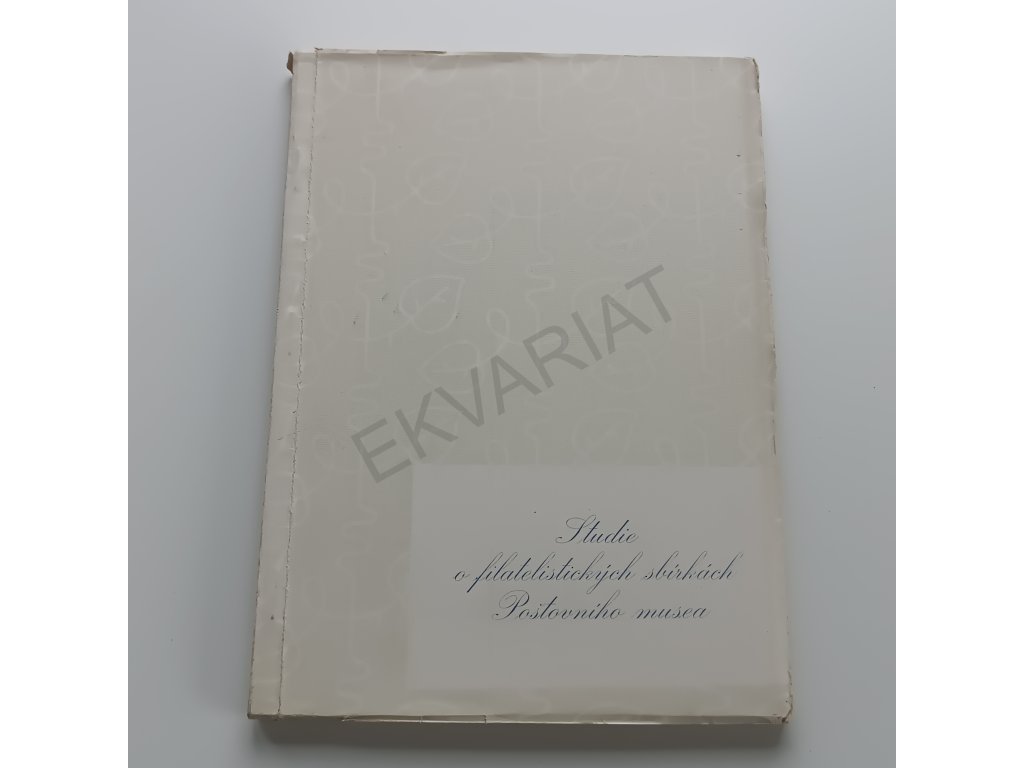 EKVARIAT
Studie
o filatelistických sbírkách
Poštovního musea